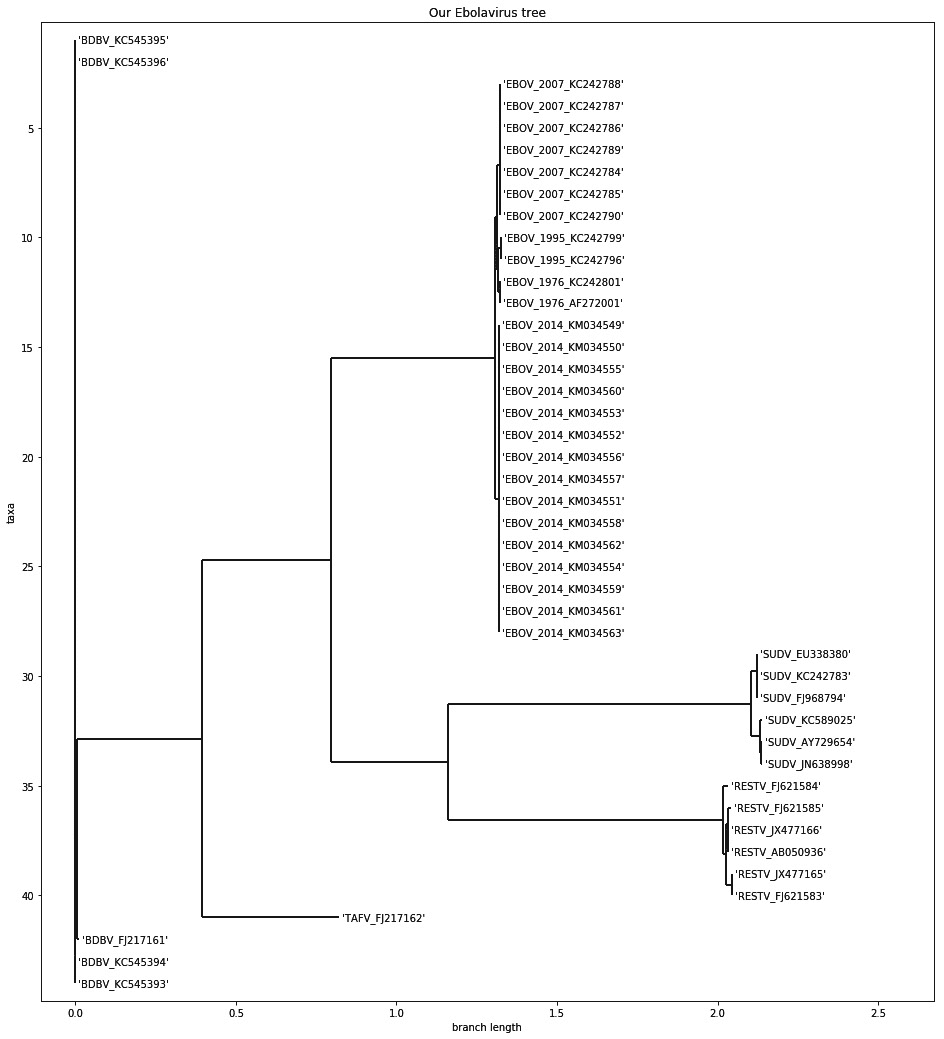 Our Ebolavirus tree
'BDBV_KC545395'
'BDBV_KC545396'
'EBOV_2007_KC242788'
'EBOV_2007_KC242787'
5
'EBOV_2007_KC242786'
'EBOV_2007_KC242789'
'EBOV_2007_KC242784'
'EBOV_2007_KC242785'
'EBOV_2007_KC242790'
10
'EBOV_1995_KC242799'
'EBOV_1995_KC242796'
'EBOV_1976_KC242801'
'EBOV_1976_AF272001'
'EBOV_2014_KM034549'
15
'EBOV_2014_KM034550'
'EBOV_2014_KM034555'
'EBOV_2014_KM034560'
'EBOV_2014_KM034553'
'EBOV_2014_KM034552'
20
'EBOV_2014_KM034556'
'EBOV_2014_KM034557'
'EBOV_2014_KM034551'
taxa
'EBOV_2014_KM034558'
'EBOV_2014_KM034562'
25
'EBOV_2014_KM034554'
'EBOV_2014_KM034559'
'EBOV_2014_KM034561'
'EBOV_2014_KM034563'
'SUDV_EU338380'
30
'SUDV_KC242783'
'SUDV_FJ968794'
'SUDV_KC589025'
'SUDV_AY729654'
'SUDV_JN638998'
35
'RESTV_FJ621584'
'RESTV_FJ621585'
'RESTV_JX477166'
'RESTV_AB050936'
'RESTV_JX477165'
40
'RESTV_FJ621583'
'TAFV_FJ217162'
'BDBV_FJ217161'
'BDBV_KC545394'
'BDBV_KC545393'
0.0 0.5 1.0 1.5 2.0 2.5
branch length